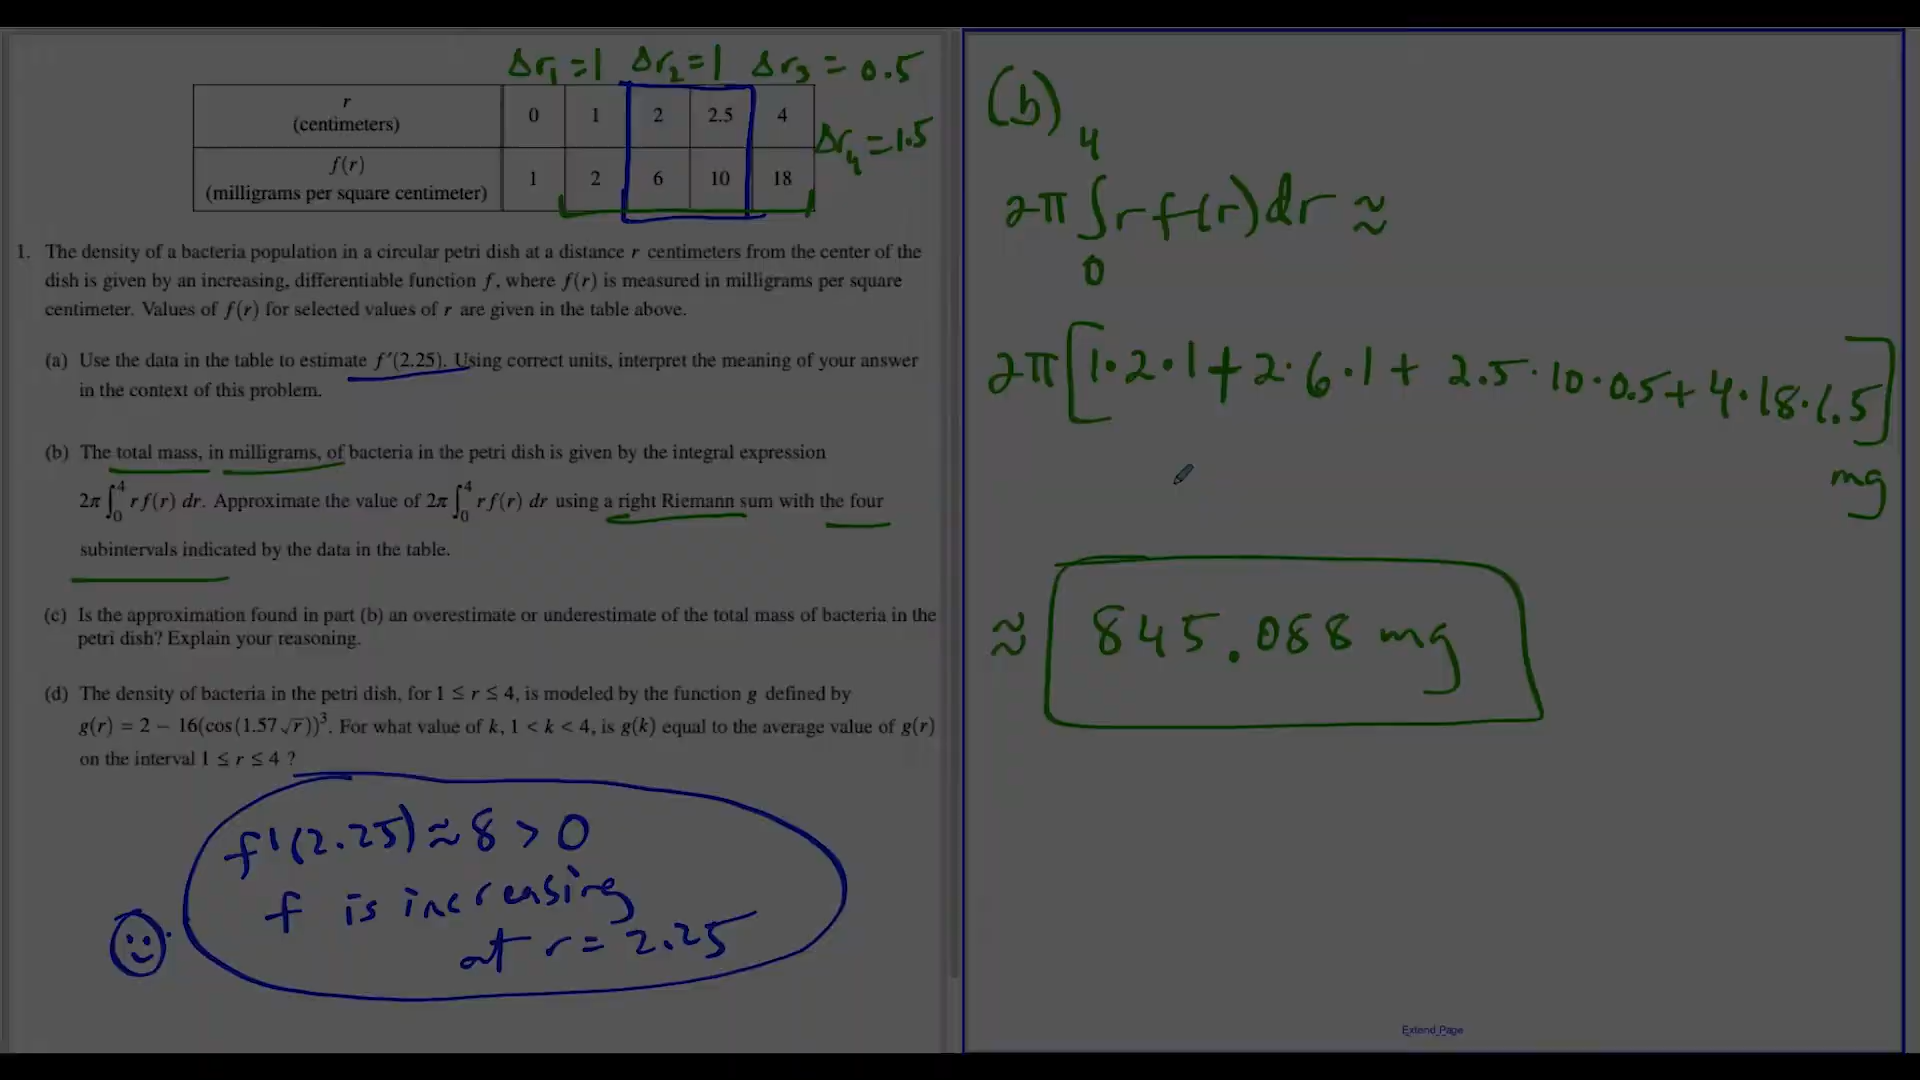 Δr₁ = 1 Δr₂ = 1 Δr₃ = 0.5
r (centimeters) 0 1 2 2.5 4
Δr₄ = 1.5
f(r) (milligrams per square centimeter) 1 2 6 10 18
1. The density of a bacteria population in a circular petri dish at a distance r centimeters from the center of the
dish is given by an increasing, differentiable function f, where f(r) is measured in milligrams per square
centimeter. Values of f(r) for selected values of r are given in the table above.
(a) Use the data in the table to estimate f′(2.25). Using correct units, interpret the meaning of your answer
in the context of this problem.
(b) The total mass, in milligrams, of bacteria in the petri dish is given by the integral expression
2π ∫₀⁴ r f(r) dr. Approximate the value of 2π ∫₀⁴ r f(r) dr using a right Riemann sum with the four
subintervals indicated by the data in the table.
(c) Is the approximation found in part (b) an overestimate or underestimate of the total mass of bacteria in the
petri dish? Explain your reasoning.
(d) The density of bacteria in the petri dish, for 1 ≤ r ≤ 4, is modeled by the function g defined by
g(r) = 2 − 16(cos(1.57√r))³. For what value of k, 1 < k < 4, is g(k) equal to the average value of g(r)
on the interval 1 ≤ r ≤ 4 ?
f'(2.25) ≈ 8 > 0
f is increasing
at r = 2.25
(b)
2π ∫₀⁴ r f(r) dr ≈
2π [1·2·1 + 2·6·1 + 2.5·10·0.5 + 4·18·1.5]
mg
≈ 845.088 mg
Extend_Page